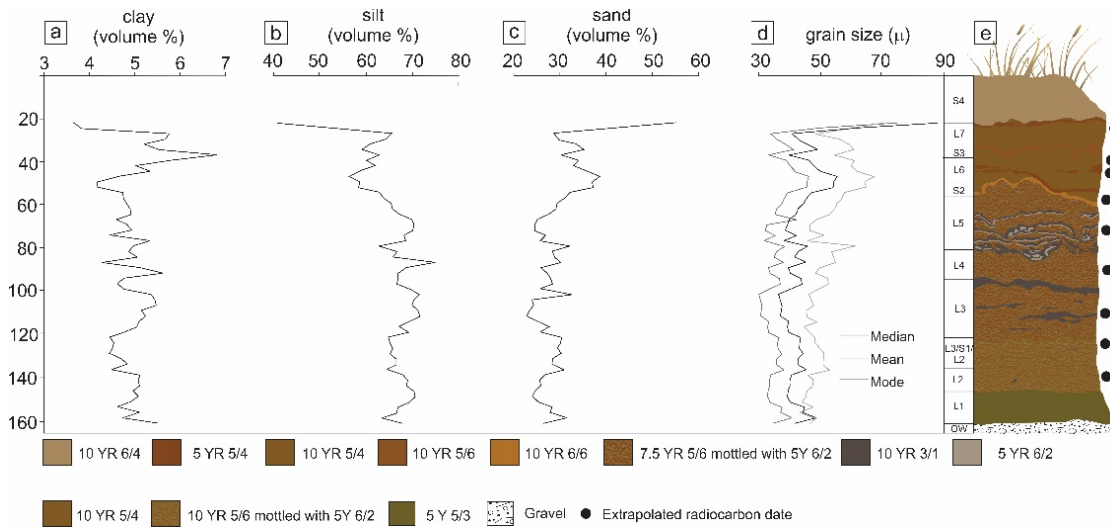 a
clay
(volume %)
3 4 5 6 7
b
silt
(volume %)
40 50 60 70 80
c
sand
(volume %)
20 30 40 50 60
d
grain size (μ)
30 50 70 90
e
20
40
60
80
100
120
140
160
Median
Mean
Mode
S4
L7
S3
L6
S2
L5
L4
L3
L3/S1/
L2
L2
L1
OW
10 YR 6/4 5 YR 5/4 10 YR 5/4 10 YR 5/6 10 YR 6/6 7.5 YR 5/6 mottled with 5Y 6/2 10 YR 3/1 5 YR 6/2
10 YR 5/4 10 YR 5/6 mottled with 5Y 6/2 5 Y 5/3 Gravel Extrapolated radiocarbon date